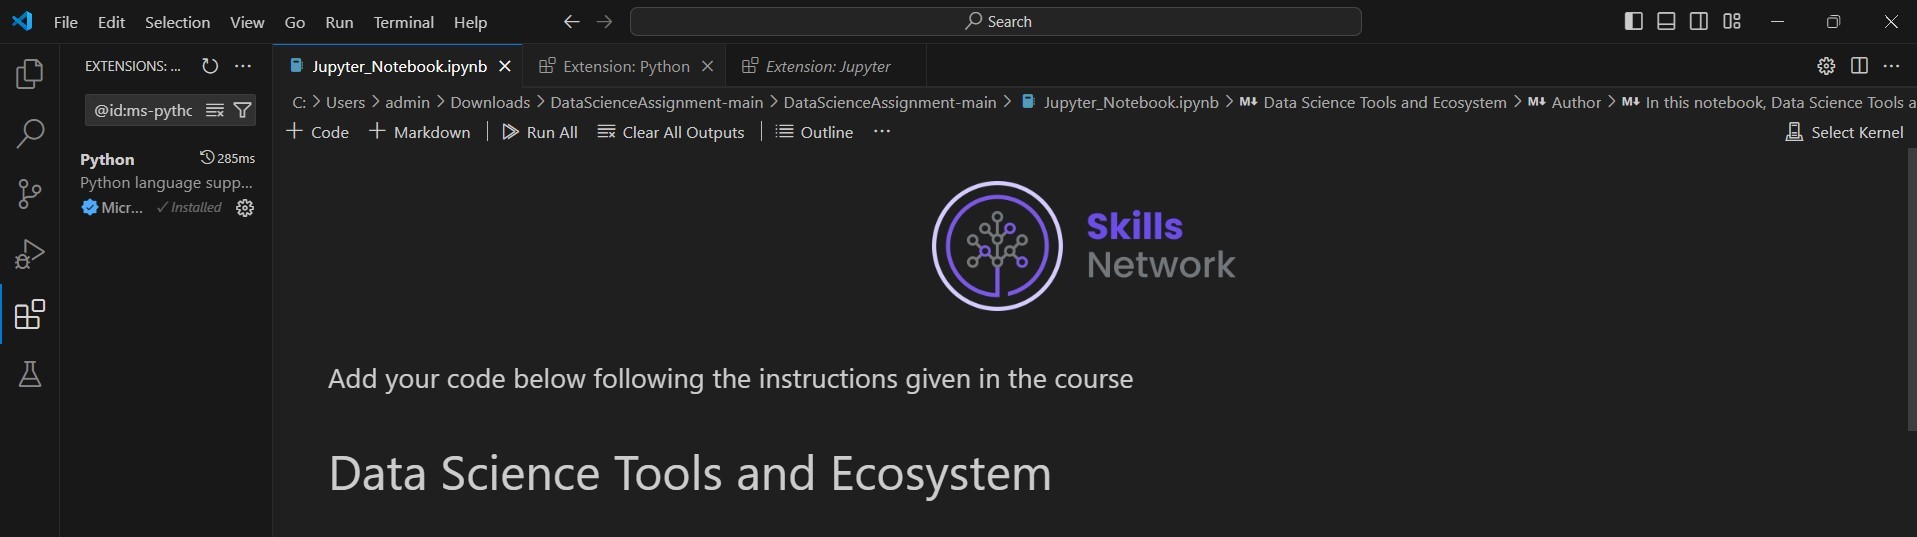 File Edit Selection View Go Run Terminal Help
Search
EXTENSIONS: ...
Jupyter_Notebook.ipynb
Extension: Python
Extension: Jupyter
@id:ms-pythc
C: > Users > admin > Downloads > DataScienceAssignment-main > DataScienceAssignment-main > Jupyter_Notebook.ipynb > M↓ Data Science Tools and Ecosystem > M↓ Author > M↓ In this notebook, Data Science Tools a
+ Code + Markdown | Run All Clear All Outputs | Outline ...
Select Kernel
Python 285ms
Python language supp...
Micr... ✓ Installed
Skills
Network
Add your code below following the instructions given in the course
Data Science Tools and Ecosystem